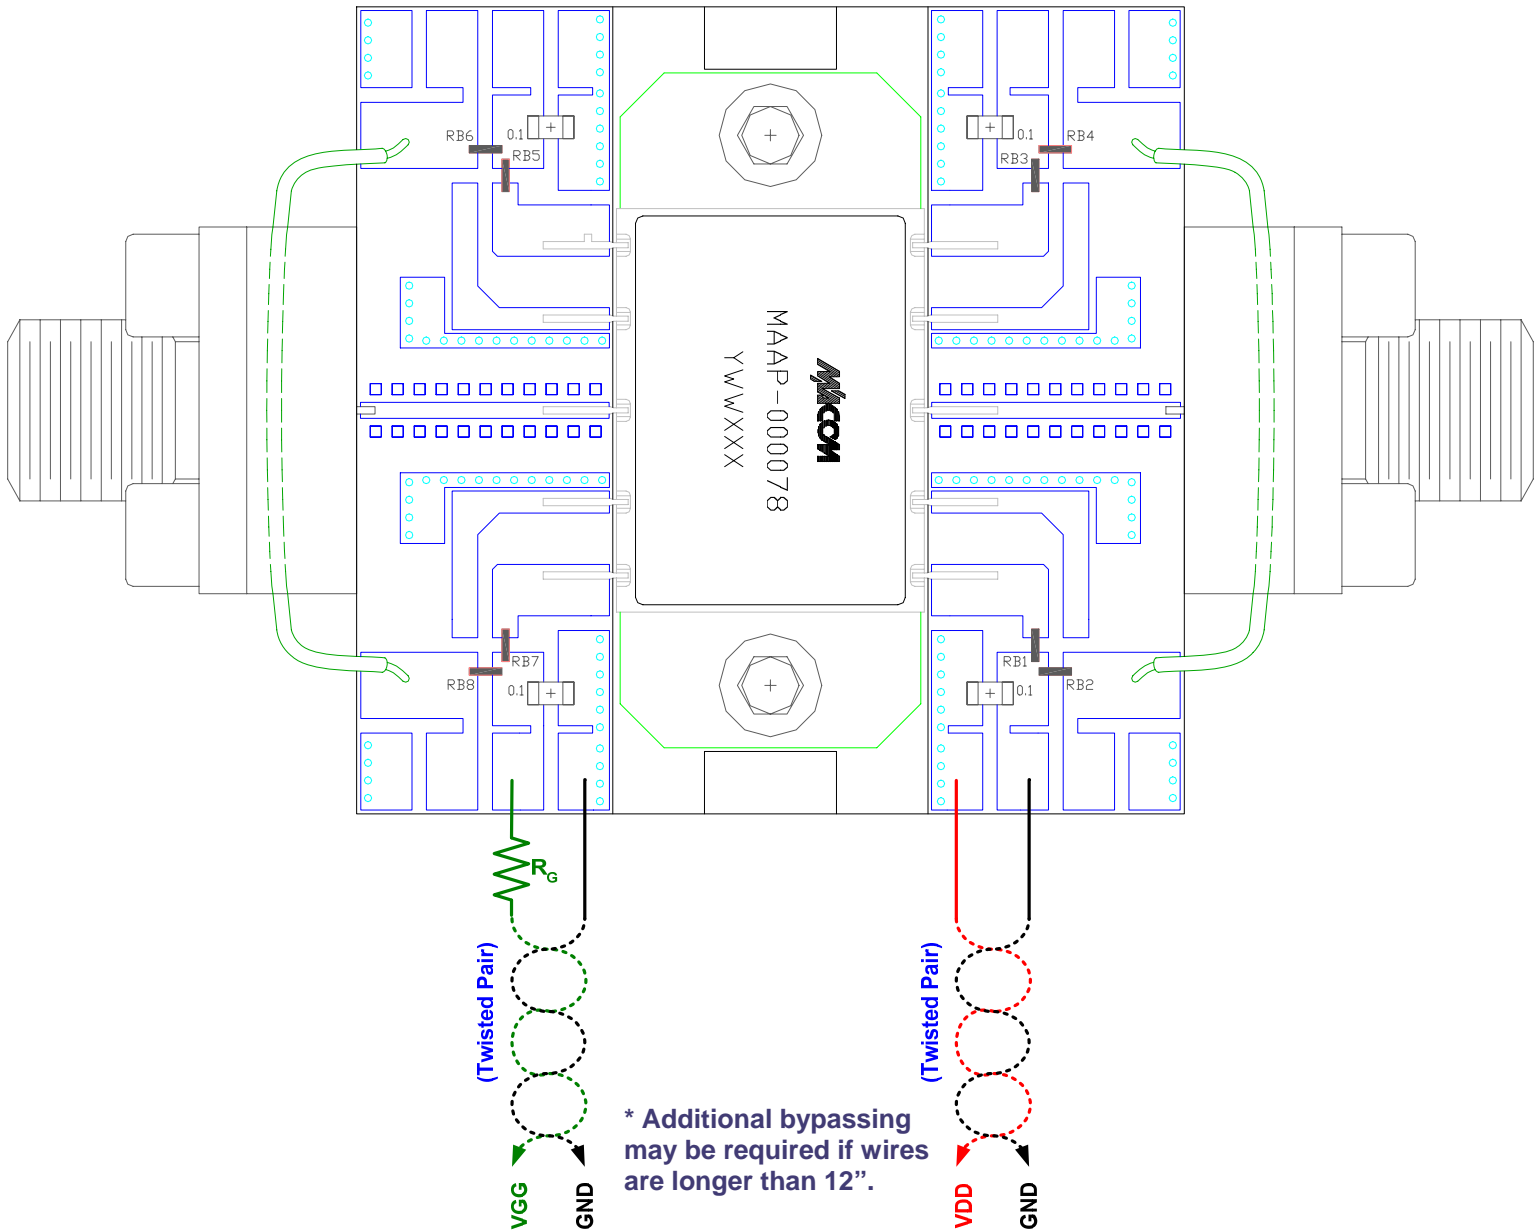 RB6
0.1
RB5
0.1
RB4
RB3
M/ACOM
MAAP-000078
YWWXXX
RB7
RB8
0.1
RB1
0.1
RB2
RG
(Twisted Pair)
(Twisted Pair)
* Additional bypassing
may be required if wires
are longer than 12”.
VGG
GND
VDD
GND